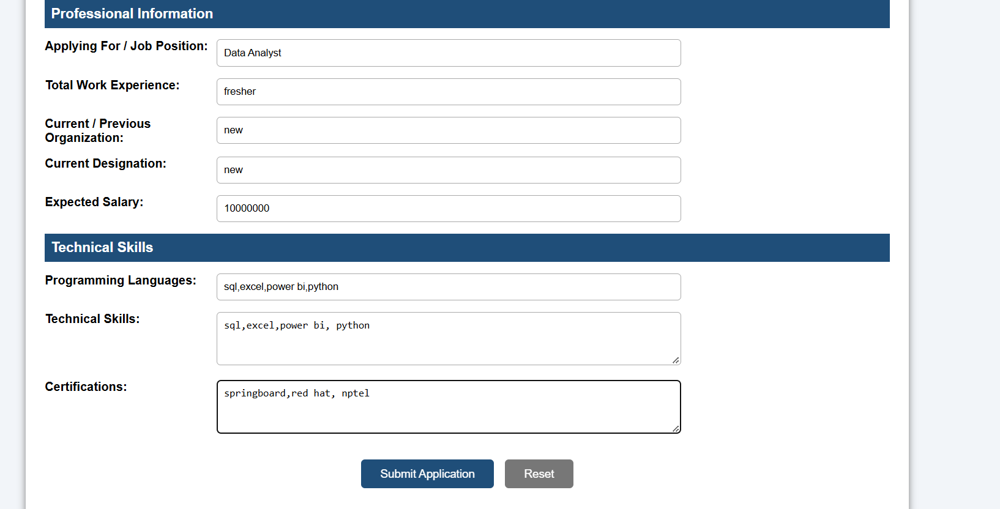 Professional Information
Applying For / Job Position:
Data Analyst
Total Work Experience:
fresher
Current / Previous
Organization:
new
Current Designation:
new
Expected Salary:
10000000
Technical Skills
Programming Languages:
sql,excel,power bi,python
Technical Skills:
sql,excel,power bi, python
Certifications:
springboard,red hat, nptel
Submit Application
Reset